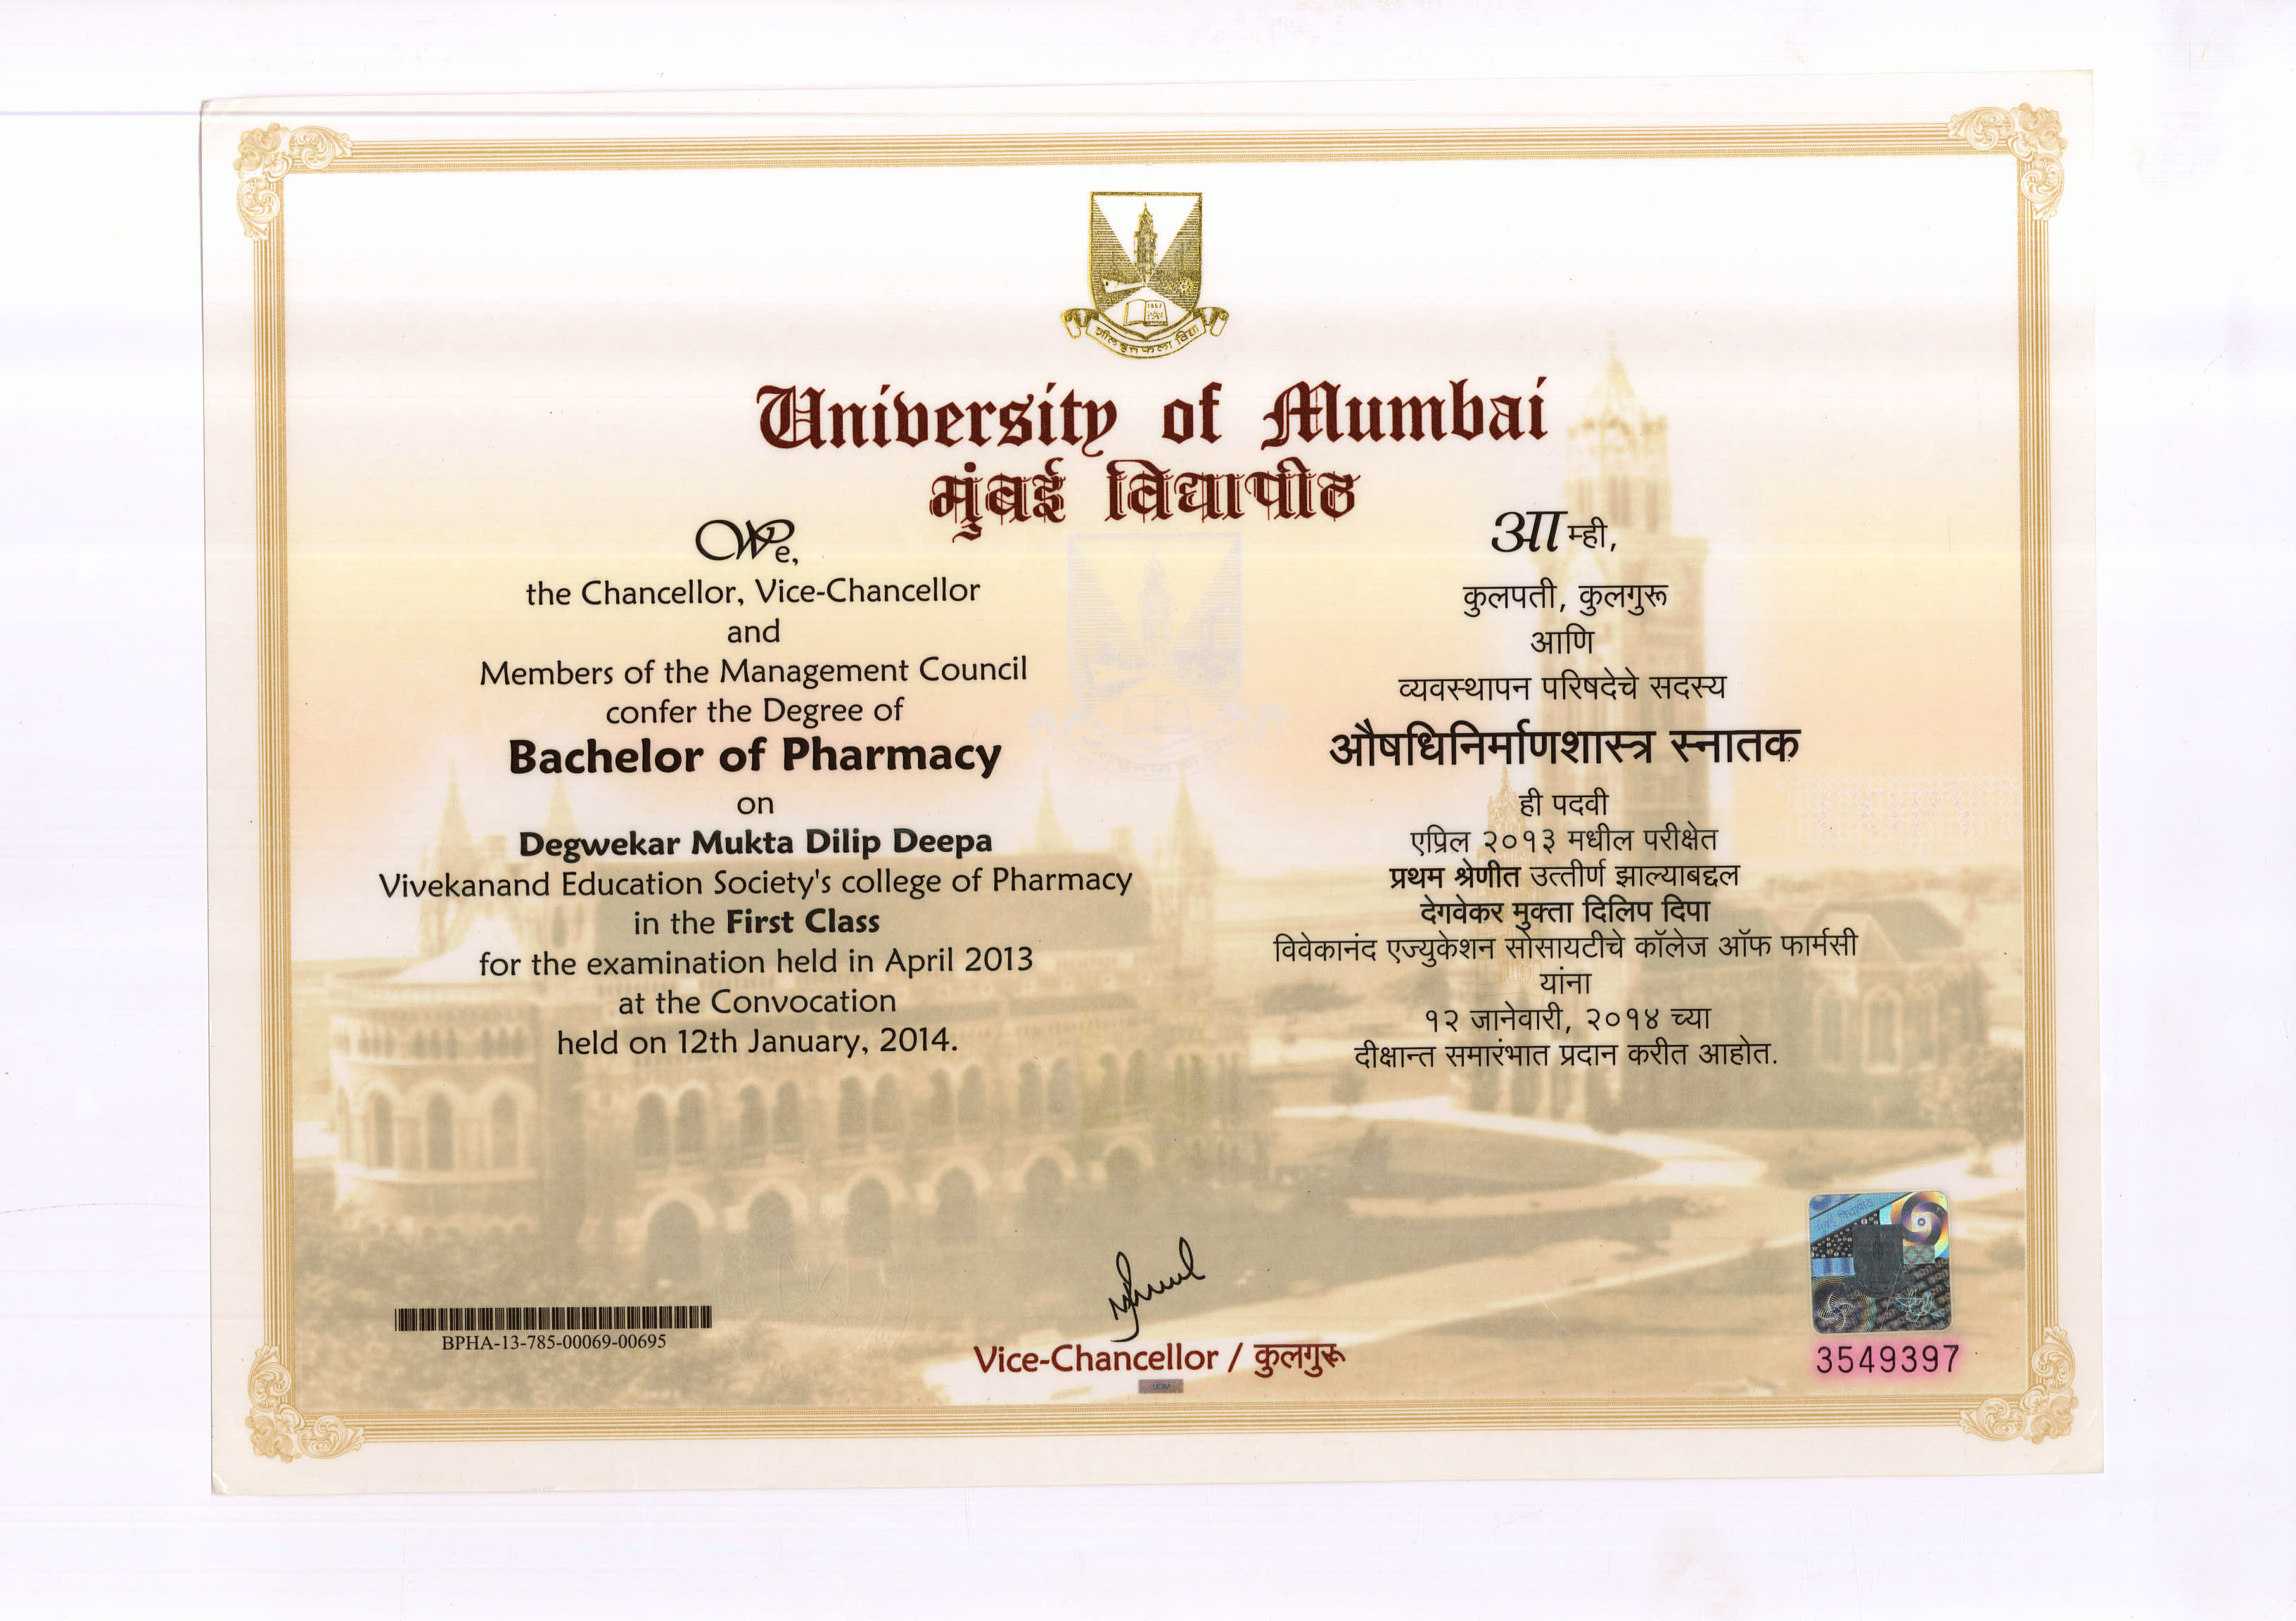 1857
शीलवृत्तफला विद्या
University of Mumbai
मुंबई विद्यापीठ
We,
the Chancellor, Vice-Chancellor
and
Members of the Management Council
confer the Degree of
Bachelor of Pharmacy
on
Degwekar Mukta Dilip Deepa
Vivekanand Education Society's college of Pharmacy
in the First Class
for the examination held in April 2013
at the Convocation
held on 12th January, 2014.
आम्ही,
कुलपती, कुलगुरू
आणि
व्यवस्थापन परिषदेचे सदस्य
औषधिनिर्माणशास्त्र स्नातक
ही पदवी
एप्रिल २०१३ मधील परीक्षेत
प्रथम श्रेणीत उत्तीर्ण झाल्याबद्दल
देगवेकर मुक्ता दिलिप दिपा
विवेकानंद एज्युकेशन सोसायटीचे कॉलेज ऑफ फार्मसी
यांना
१२ जानेवारी, २०१४ च्या
दीक्षान्त समारंभात प्रदान करीत आहोत.
मुंबई विद्यापीठ
BPHA-13-785-00069-00695
Vice-Chancellor / कुलगुरू
UOM
3549397